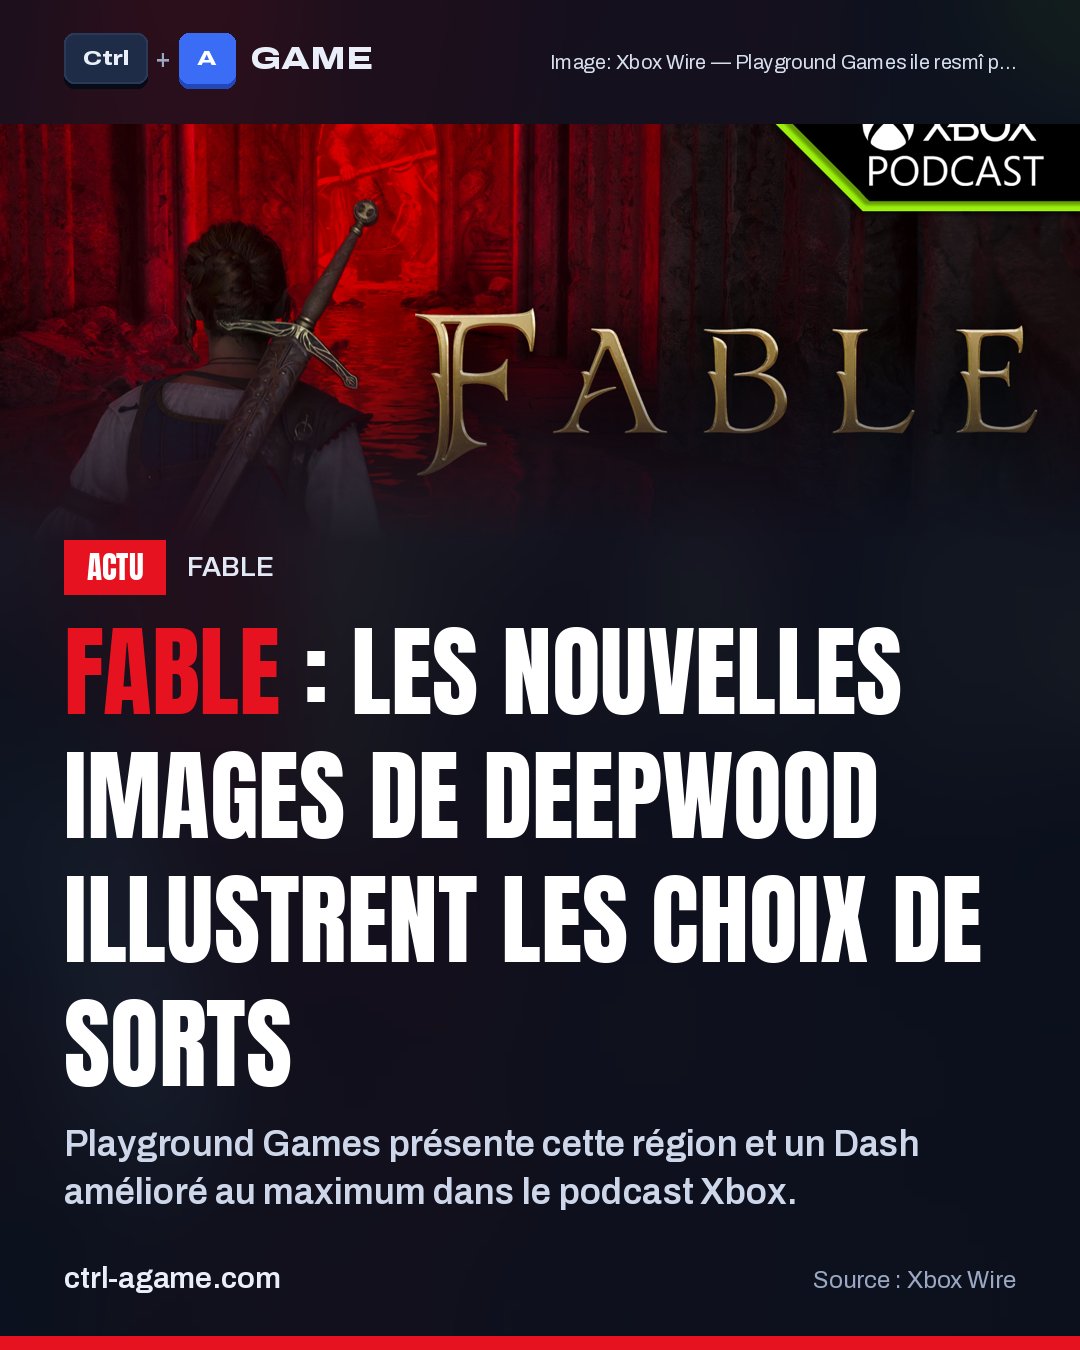 Ctrl + A GAME
Image: Xbox Wire — Playground Games ile resmî p...
XBOX
PODCAST
FABLE
ACTU FABLE
FABLE : LES NOUVELLES
IMAGES DE DEEPWOOD
ILLUSTRENT LES CHOIX DE
SORTS
Playground Games présente cette région et un Dash
amélioré au maximum dans le podcast Xbox.
ctrl-agame.com
Source : Xbox Wire